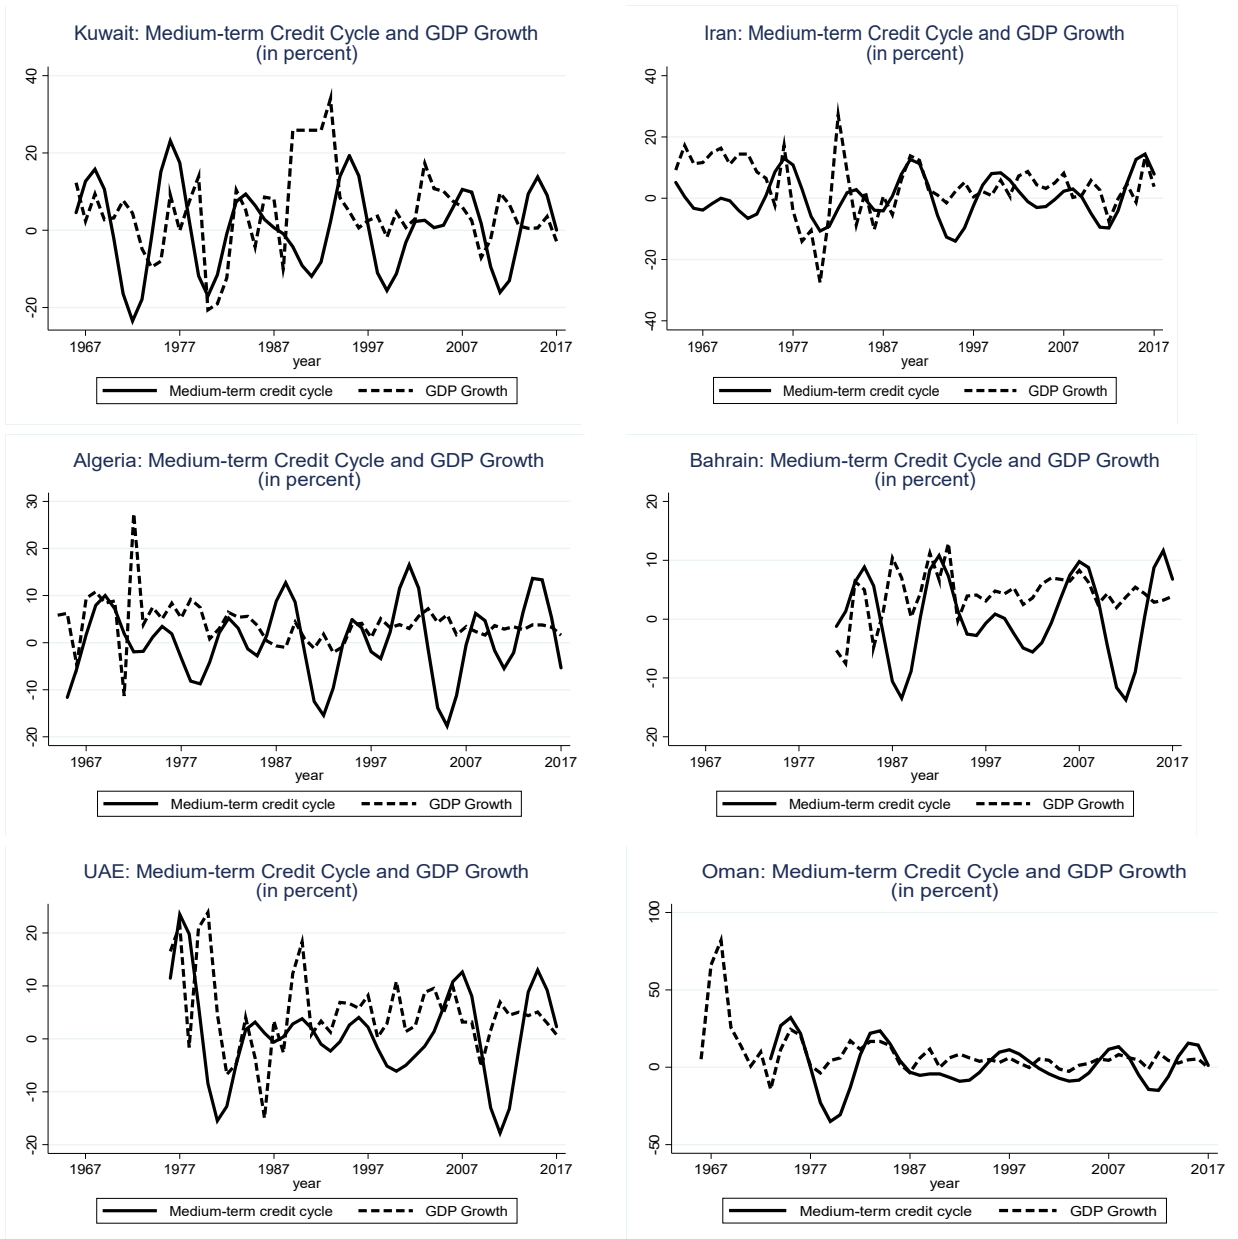 Kuwait: Medium-term Credit Cycle and GDP Growth
(in percent)
40
20
0
-20
1967 1977 1987 1997 2007 2017
year
Medium-term credit cycle GDP Growth
Iran: Medium-term Credit Cycle and GDP Growth
(in percent)
40
20
0
-20
-40
1967 1977 1987 1997 2007 2017
year
Medium-term credit cycle GDP Growth
Algeria: Medium-term Credit Cycle and GDP Growth
(in percent)
30
20
10
0
-10
-20
1967 1977 1987 1997 2007 2017
year
Medium-term credit cycle GDP Growth
Bahrain: Medium-term Credit Cycle and GDP Growth
(in percent)
20
10
0
-10
-20
1967 1977 1987 1997 2007 2017
year
Medium-term credit cycle GDP Growth
UAE: Medium-term Credit Cycle and GDP Growth
(in percent)
20
10
0
-10
-20
1967 1977 1987 1997 2007 2017
year
Medium-term credit cycle GDP Growth
Oman: Medium-term Credit Cycle and GDP Growth
(in percent)
100
50
0
-50
1967 1977 1987 1997 2007 2017
year
Medium-term credit cycle GDP Growth